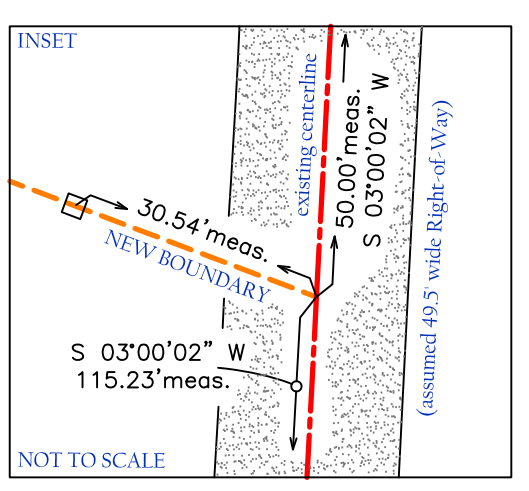 INSET
existing centerline
50.00'meas.
S 03°00'02" W
(assumed 49.5' wide Right-of-Way)
30.54'meas.
NEW BOUNDARY
S 03°00'02" W
115.23'meas.
NOT TO SCALE